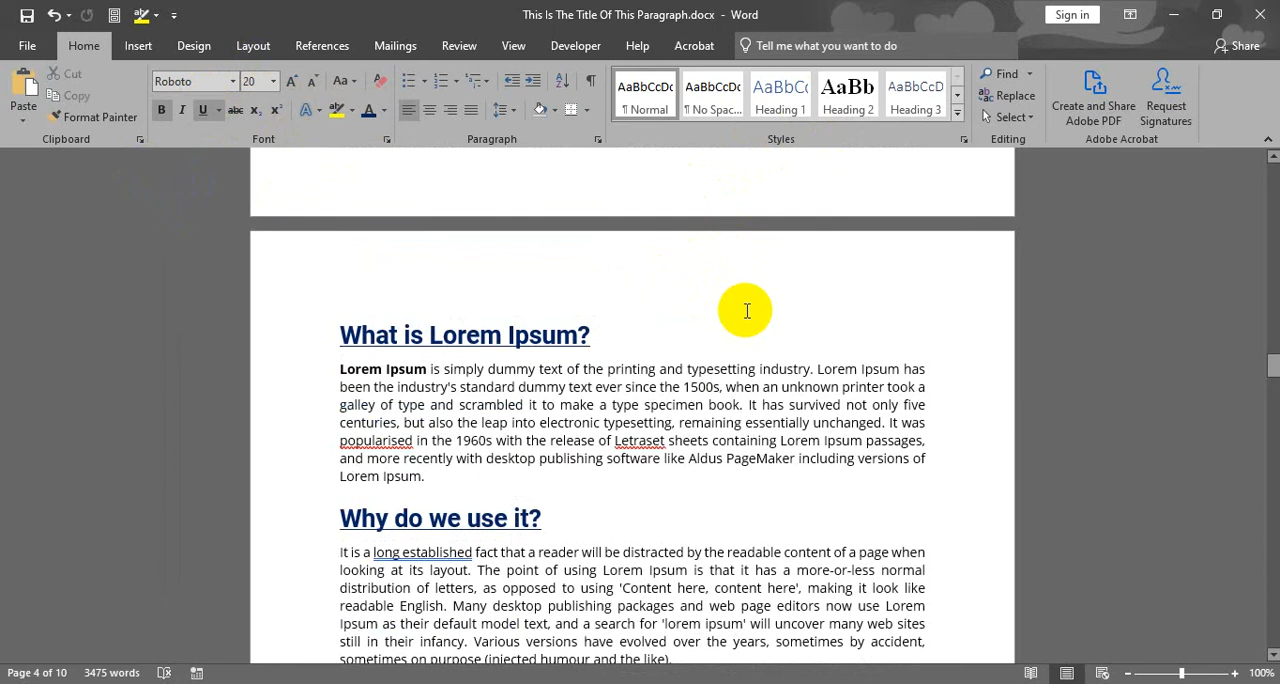 This Is The Title Of This Paragraph.docx - Word
Sign in
File Home Insert Design Layout References Mailings Review View Developer Help Acrobat Tell me what you want to do Share
Paste
Cut
Copy
Format Painter
Clipboard
Roboto 20
Aa
B I U abc x₂ x²
Font
Paragraph
AaBbCcDc AaBbCcDc AaBbCc AaBb AaBbCcD
¶ Normal ¶ No Spac... Heading 1 Heading 2 Heading 3
Styles
Find
Replace
Select
Editing
Create and Share
Adobe PDF
Request
Signatures
Adobe Acrobat
What is Lorem Ipsum?
Lorem Ipsum is simply dummy text of the printing and typesetting industry. Lorem Ipsum has
been the industry's standard dummy text ever since the 1500s, when an unknown printer took a
galley of type and scrambled it to make a type specimen book. It has survived not only five
centuries, but also the leap into electronic typesetting, remaining essentially unchanged. It was
popularised in the 1960s with the release of Letraset sheets containing Lorem Ipsum passages,
and more recently with desktop publishing software like Aldus PageMaker including versions of
Lorem Ipsum.
Why do we use it?
It is a long established fact that a reader will be distracted by the readable content of a page when
looking at its layout. The point of using Lorem Ipsum is that it has a more-or-less normal
distribution of letters, as opposed to using 'Content here, content here', making it look like
readable English. Many desktop publishing packages and web page editors now use Lorem
Ipsum as their default model text, and a search for 'lorem ipsum' will uncover many web sites
still in their infancy. Various versions have evolved over the years, sometimes by accident,
sometimes on purpose (injected humour and the like).
Page 4 of 10 3475 words 100%